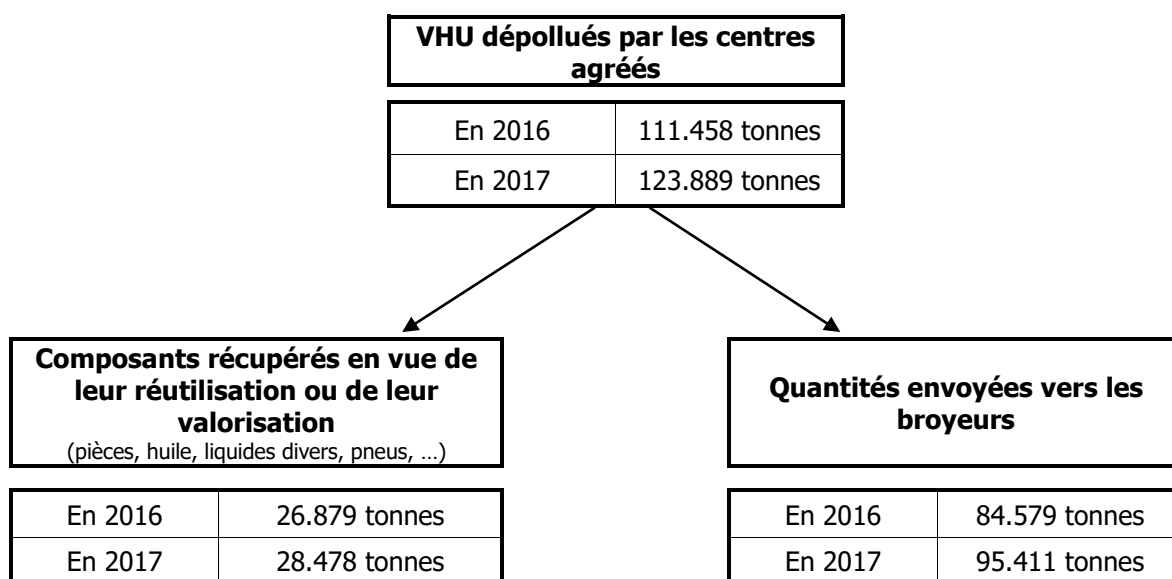 VHU dépollués par les centres
agréés
En 2016 111.458 tonnes
En 2017 123.889 tonnes
Composants récupérés en vue de
leur réutilisation ou de leur
valorisation
(pièces, huile, liquides divers, pneus, …)
En 2016 26.879 tonnes
En 2017 28.478 tonnes
Quantités envoyées vers les
broyeurs
En 2016 84.579 tonnes
En 2017 95.411 tonnes